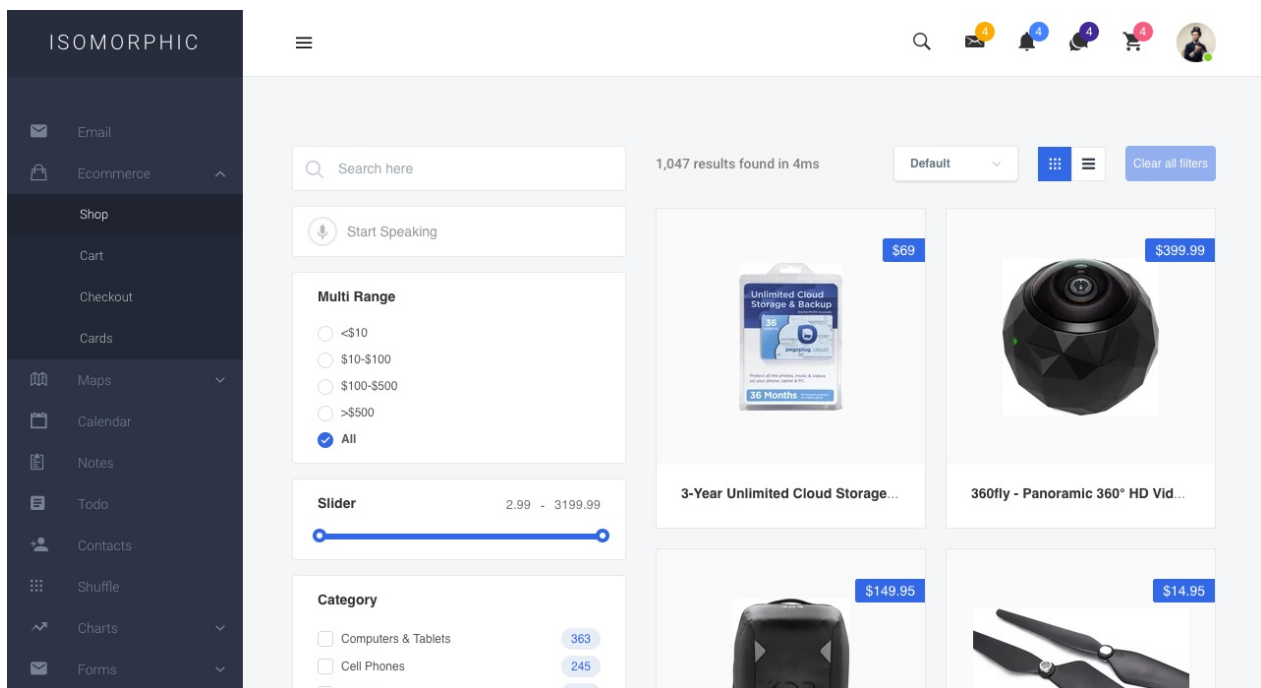 ISOMORPHIC
4
4
4
4
Email
Ecommerce
Shop
Cart
Checkout
Cards
Maps
Calendar
Notes
Todo
Contacts
Shuffle
Charts
Forms
Search here
Start Speaking
Multi Range
<$10
$10-$100
$100-$500
>$500
All
Slider
2.99 - 3199.99
Category
Computers & Tablets 363
Cell Phones 245
1,047 results found in 4ms
Default
Clear all filters
$69
Unlimited Cloud
Storage & Backup
36
pogoplug cloud
36 Months
3-Year Unlimited Cloud Storage...
$399.99
360fly - Panoramic 360° HD Vid...
$149.95
$14.95